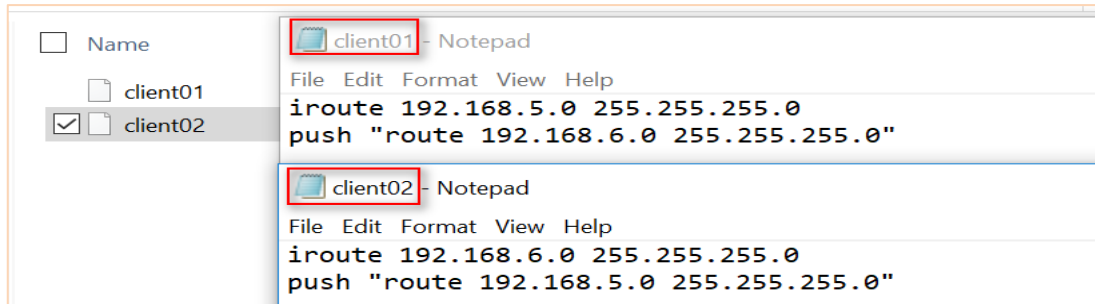 Name
client01
client02
client01 - Notepad
File Edit Format View Help
iroute 192.168.5.0 255.255.255.0
push "route 192.168.6.0 255.255.255.0"
client02 - Notepad
File Edit Format View Help
iroute 192.168.6.0 255.255.255.0
push "route 192.168.5.0 255.255.255.0"